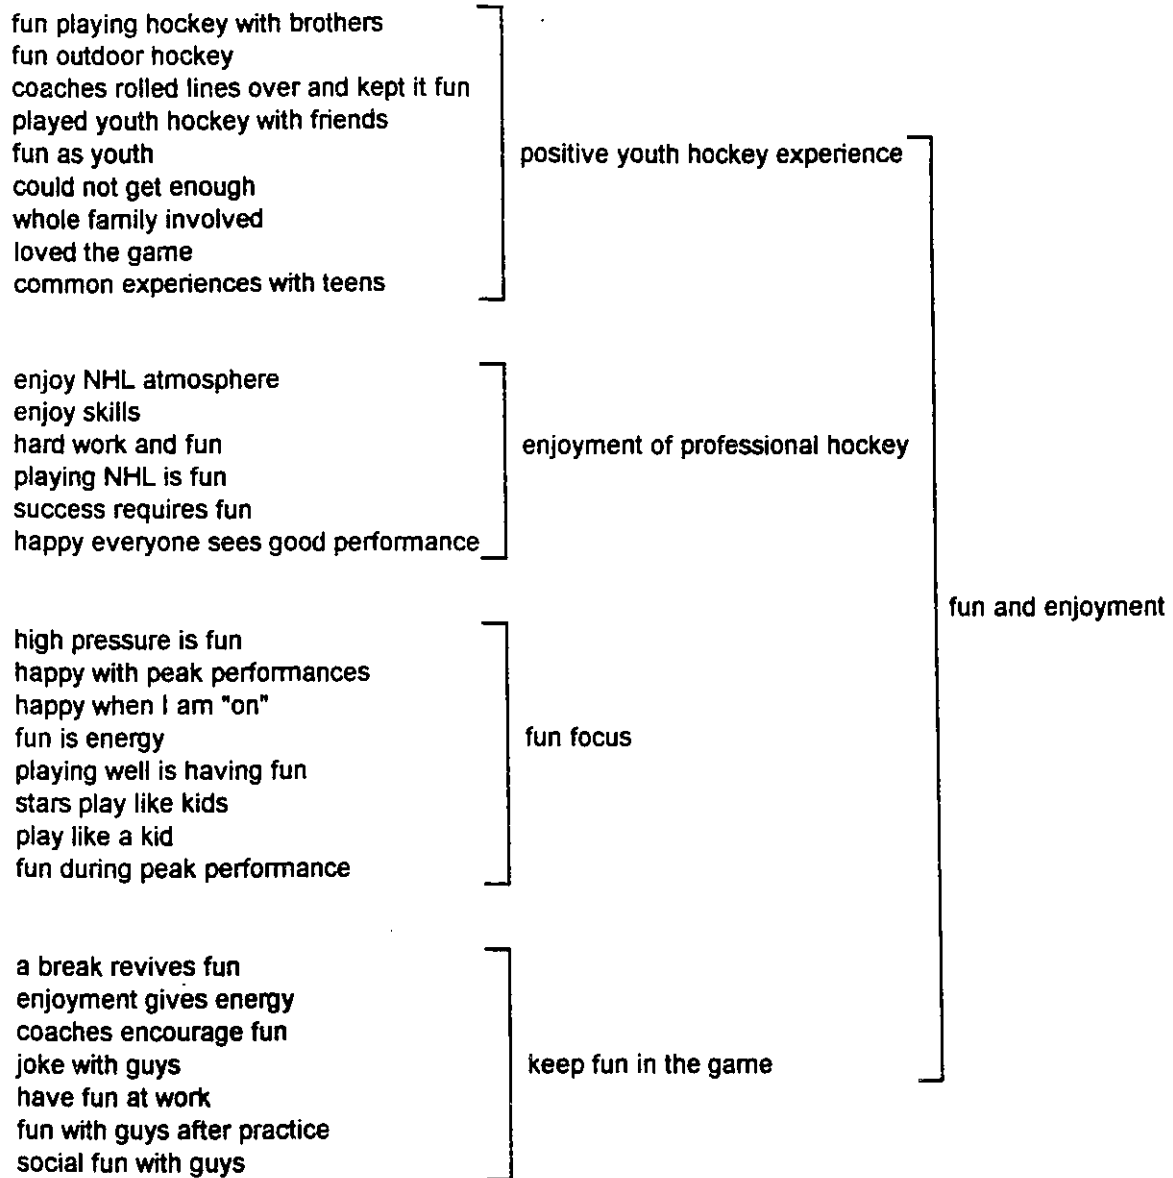 fun playing hockey with brothers
fun outdoor hockey
coaches rolled lines over and kept it fun
played youth hockey with friends
fun as youth
could not get enough
whole family involved
loved the game
common experiences with teens
positive youth hockey experience
enjoy NHL atmosphere
enjoy skills
hard work and fun
playing NHL is fun
success requires fun
happy everyone sees good performance
enjoyment of professional hockey
high pressure is fun
happy with peak performances
happy when I am "on"
fun is energy
playing well is having fun
stars play like kids
play like a kid
fun during peak performance
fun focus
a break revives fun
enjoyment gives energy
coaches encourage fun
joke with guys
have fun at work
fun with guys after practice
social fun with guys
keep fun in the game
fun and enjoyment